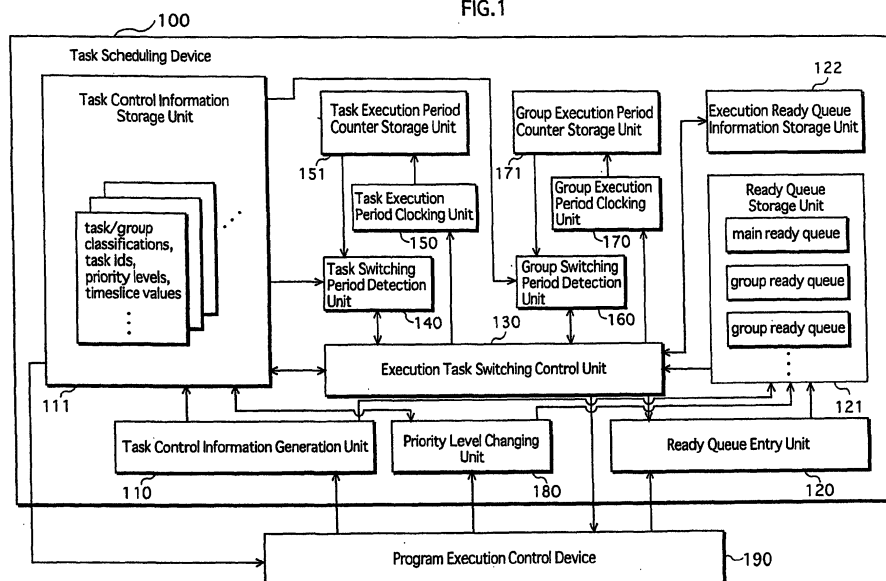 FIG.1
100
Task Scheduling Device
Task Control Information
Storage Unit
task/group
classifications,
task ids,
priority levels,
timeslice values
111
Task Execution Period
Counter Storage Unit
151
Task Execution
Period Clocking Unit
150
Task Switching
Period Detection
Unit
140
Group Execution Period
Counter Storage Unit
171
Group Execution
Period Clocking
Unit
170
Group Switching
Period Detection
Unit
160
122
Execution Ready Queue
Information Storage Unit
Ready Queue
Storage Unit
main ready queue
group ready queue
group ready queue
121
130
Execution Task Switching Control Unit
Task Control Information Generation Unit
110
Priority Level Changing
Unit
180
Ready Queue Entry Unit
120
Program Execution Control Device
190